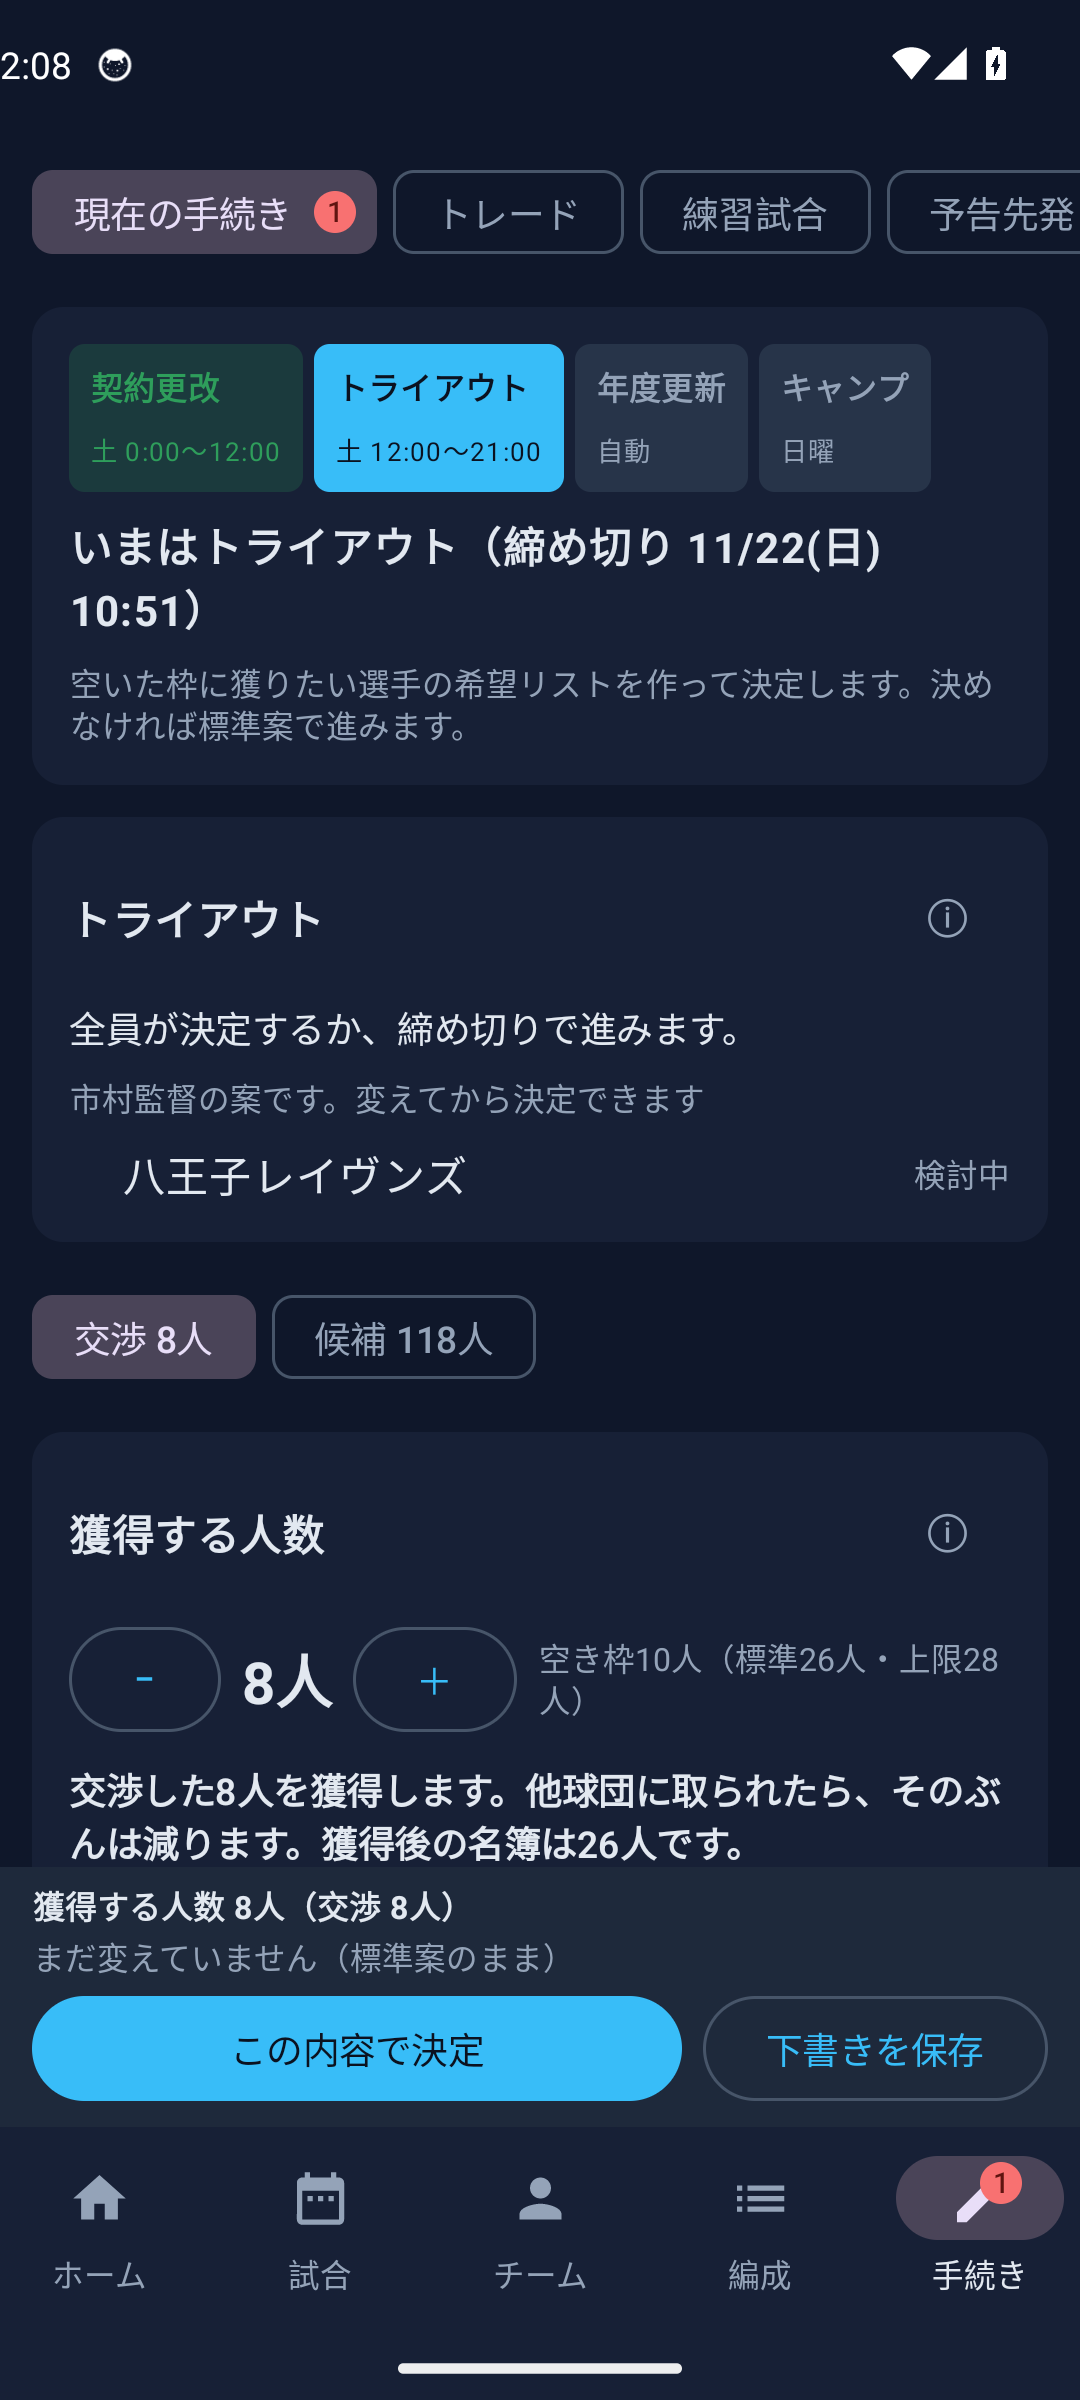 2:08
現在の手続き 1
トレード
練習試合
予告先発
契約更改
土 0:00〜12:00
トライアウト
土 12:00〜21:00
年度更新
自動
キャンプ
日曜
いまはトライアウト（締め切り 11/22(日)
10:51）
空いた枠に獲りたい選手の希望リストを作って決定します。決め
なければ標準案で進みます。
トライアウト
全員が決定するか、締め切りで進みます。
市村監督の案です。変えてから決定できます
八王子レイヴンズ
検討中
交渉 8人
候補 118人
獲得する人数
-
8人
+
空き枠10人（標準26人・上限28
人）
交渉した8人を獲得します。他球団に取られたら、そのぶ
んは減ります。獲得後の名簿は26人です。
獲得する人数 8人（交渉 8人）
まだ変えていません（標準案のまま）
この内容で決定
下書きを保存
1
ホーム
試合
チーム
編成
手続き